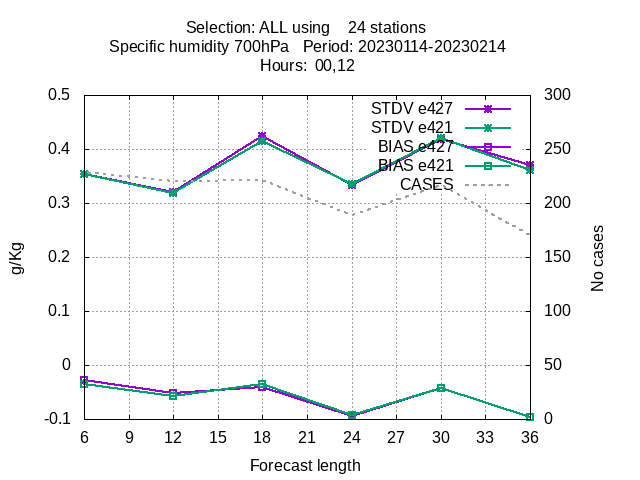 Selection: ALL using 24 stations
Specific humidity 700hPa Period: 20230114-20230214
Hours: 00,12
0.5
0.4
0.3
0.2
0.1
0
-0.1
300
250
200
150
100
50
0
STDV e427
STDV e421
BIAS e427
BIAS e421
CASES
g/Kg
No cases
6 9 12 15 18 21 24 27 30 33 36
Forecast length